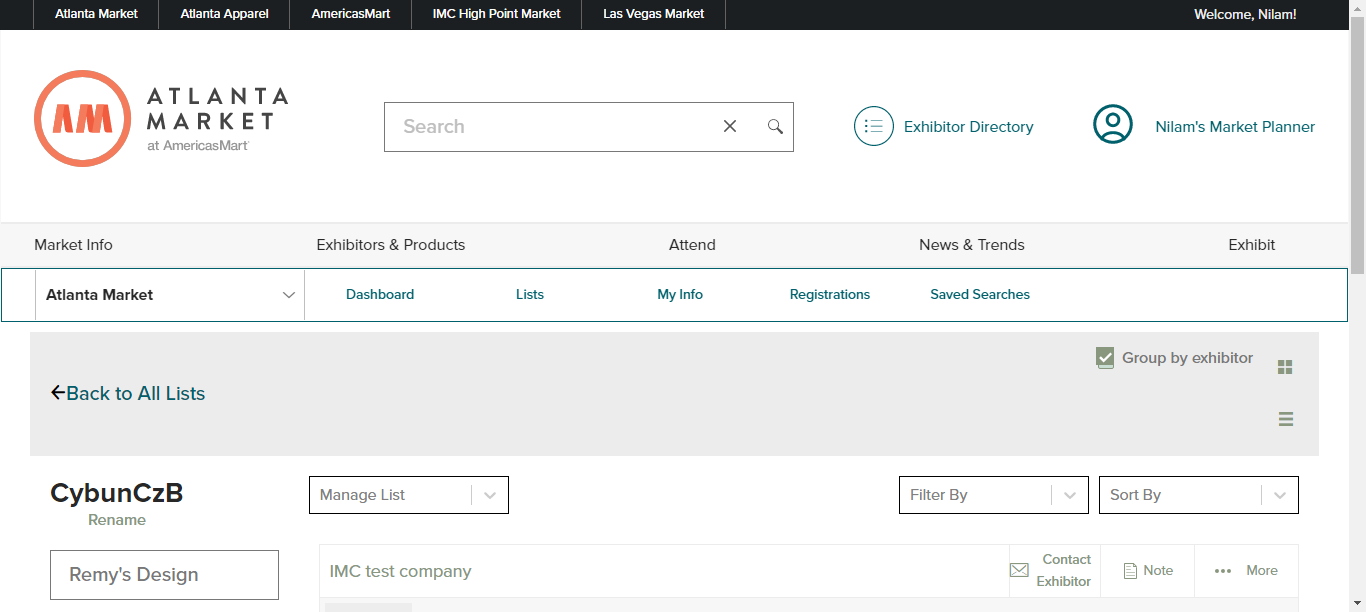 Atlanta Market Atlanta Apparel AmericasMart IMC High Point Market Las Vegas Market Welcome, Nilam!
AM ATLANTA
MARKET
at AmericasMart
Search
Exhibitor Directory
Nilam's Market Planner
Market Info Exhibitors & Products Attend News & Trends Exhibit
Atlanta Market Dashboard Lists My Info Registrations Saved Searches
Group by exhibitor
Back to All Lists
CybunCzB
Rename
Manage List Filter By Sort By
Remy's Design
IMC test company
Contact
Exhibitor
Note
More